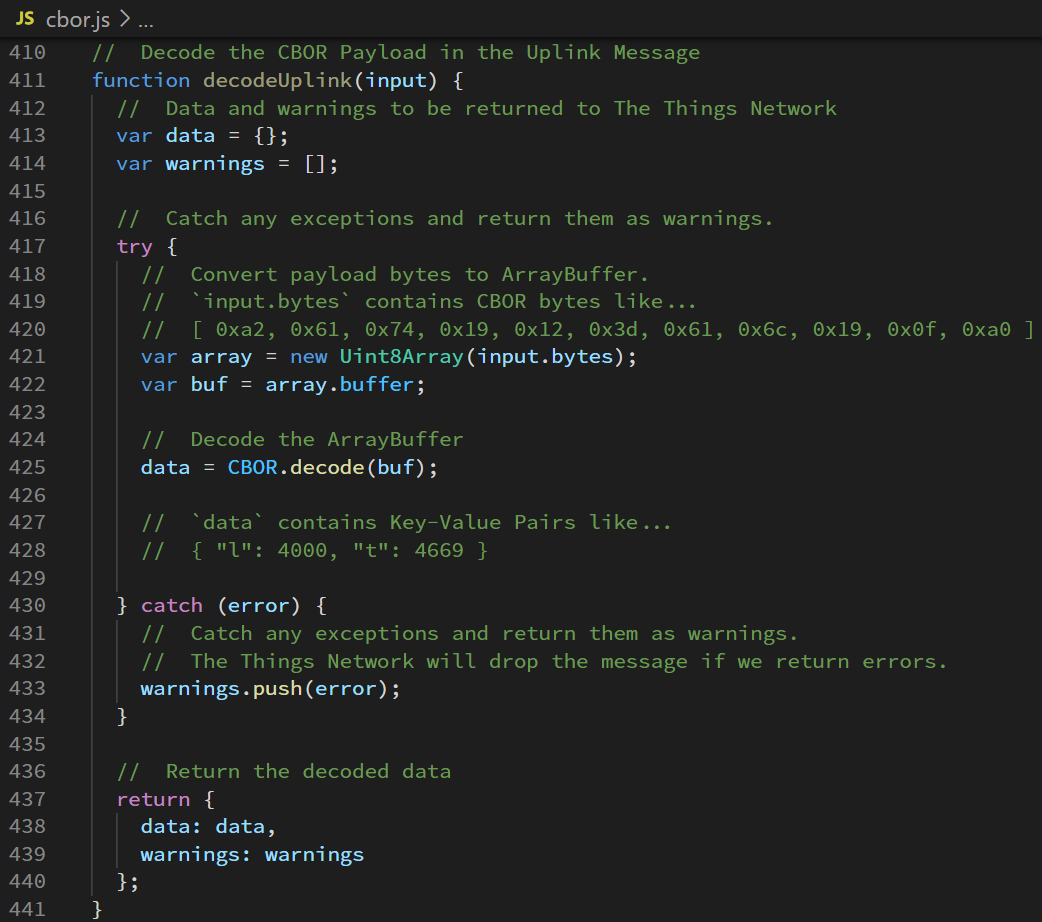 JS cbor.js > ...
410 //  Decode the CBOR Payload in the Uplink Message
411 function decodeUplink(input) {
412   //  Data and warnings to be returned to The Things Network
413   var data = {};
414   var warnings = [];
415
416   //  Catch any exceptions and return them as warnings.
417   try {
418     //  Convert payload bytes to ArrayBuffer.
419     //  `input.bytes` contains CBOR bytes like...
420     //  [ 0xa2, 0x61, 0x74, 0x19, 0x12, 0x3d, 0x61, 0x6c, 0x19, 0x0f, 0xa0 ]
421     var array = new Uint8Array(input.bytes);
422     var buf = array.buffer;
423
424     //  Decode the ArrayBuffer
425     data = CBOR.decode(buf);
426
427     //  `data` contains Key-Value Pairs like...
428     //  { "l": 4000, "t": 4669 }
429
430   } catch (error) {
431     //  Catch any exceptions and return them as warnings.
432     //  The Things Network will drop the message if we return errors.
433     warnings.push(error);
434   }
435
436   //  Return the decoded data
437   return {
438     data: data,
439     warnings: warnings
440   };
441 }